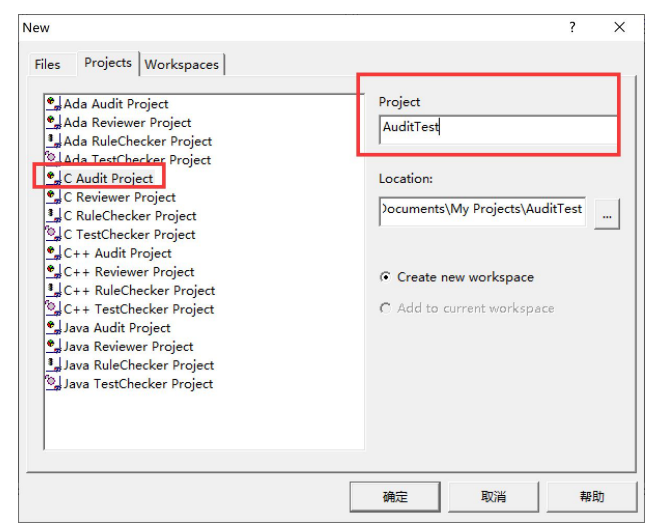 New ? ×
Files Projects Workspaces
Ada Audit Project
Ada Reviewer Project
Ada RuleChecker Project
Ada TestChecker Project
C Audit Project
C Reviewer Project
C RuleChecker Project
C TestChecker Project
C++ Audit Project
C++ Reviewer Project
C++ RuleChecker Project
C++ TestChecker Project
Java Audit Project
Java Reviewer Project
Java RuleChecker Project
Java TestChecker Project
Project
AuditTest
Location:
Documents\My Projects\AuditTest ...
Create new workspace
Add to current workspace
确定 取消 帮助